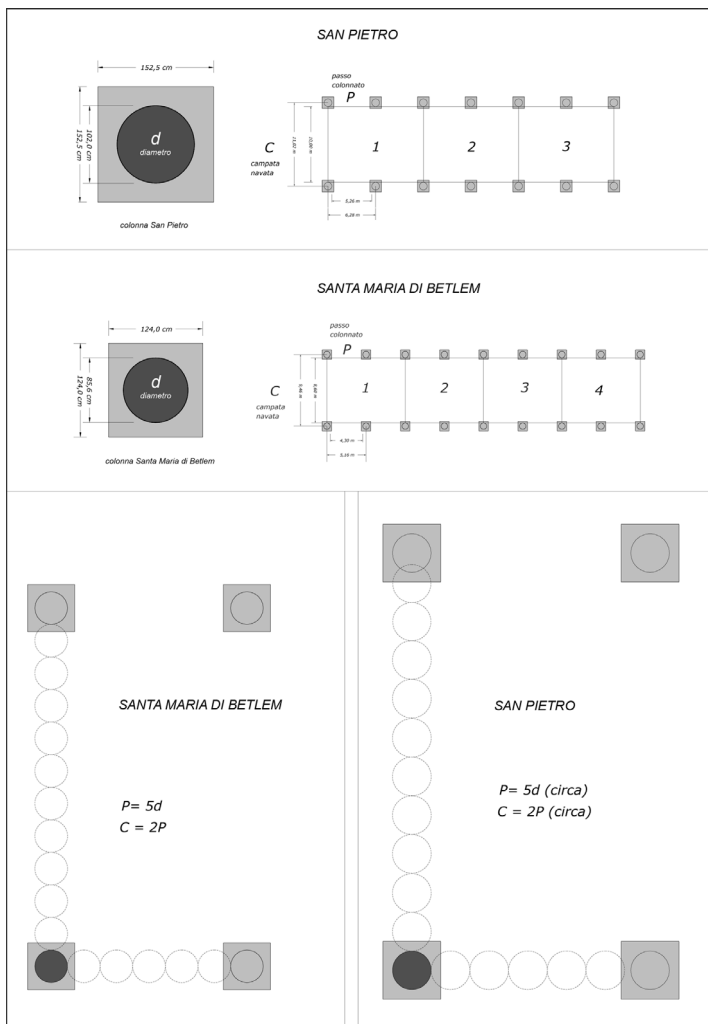 SAN PIETRO
152,5 cm
102,0 cm
152,5 cm
d
diametro
colonna San Pietro
passo
colonnato
P
C
campata
navata
1
2
3
5,26 m
6,28 m
SANTA MARIA DI BETLEM
124,0 cm
85,6 cm
124,0 cm
d
diametro
colonna Santa Maria di Betlem
passo
colonnato
P
C
campata
navata
1
2
3
4
4,30 m
5,16 m
SANTA MARIA DI BETLEM
P= 5d
C = 2P
SAN PIETRO
P= 5d (circa)
C = 2P (circa)